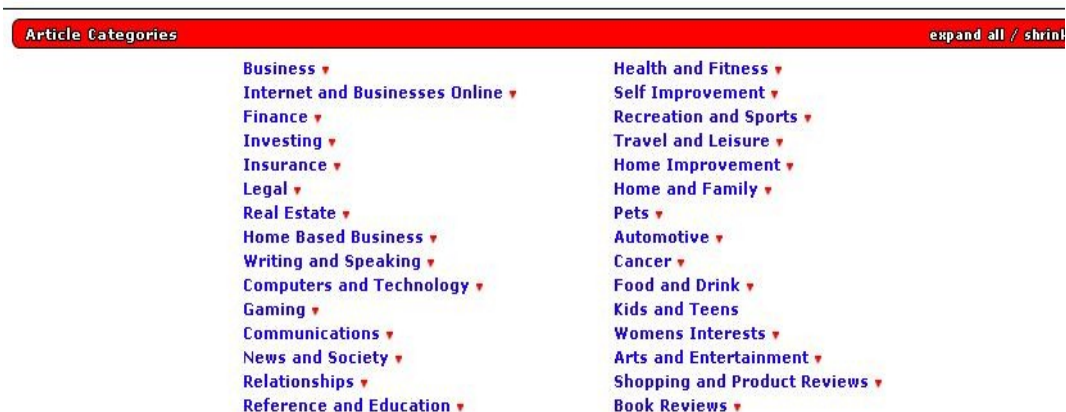 Article Categories
expand all / shrink
Business
Internet and Businesses Online
Finance
Investing
Insurance
Legal
Real Estate
Home Based Business
Writing and Speaking
Computers and Technology
Gaming
Communications
News and Society
Relationships
Reference and Education
Health and Fitness
Self Improvement
Recreation and Sports
Travel and Leisure
Home Improvement
Home and Family
Pets
Automotive
Cancer
Food and Drink
Kids and Teens
Womens Interests
Arts and Entertainment
Shopping and Product Reviews
Book Reviews